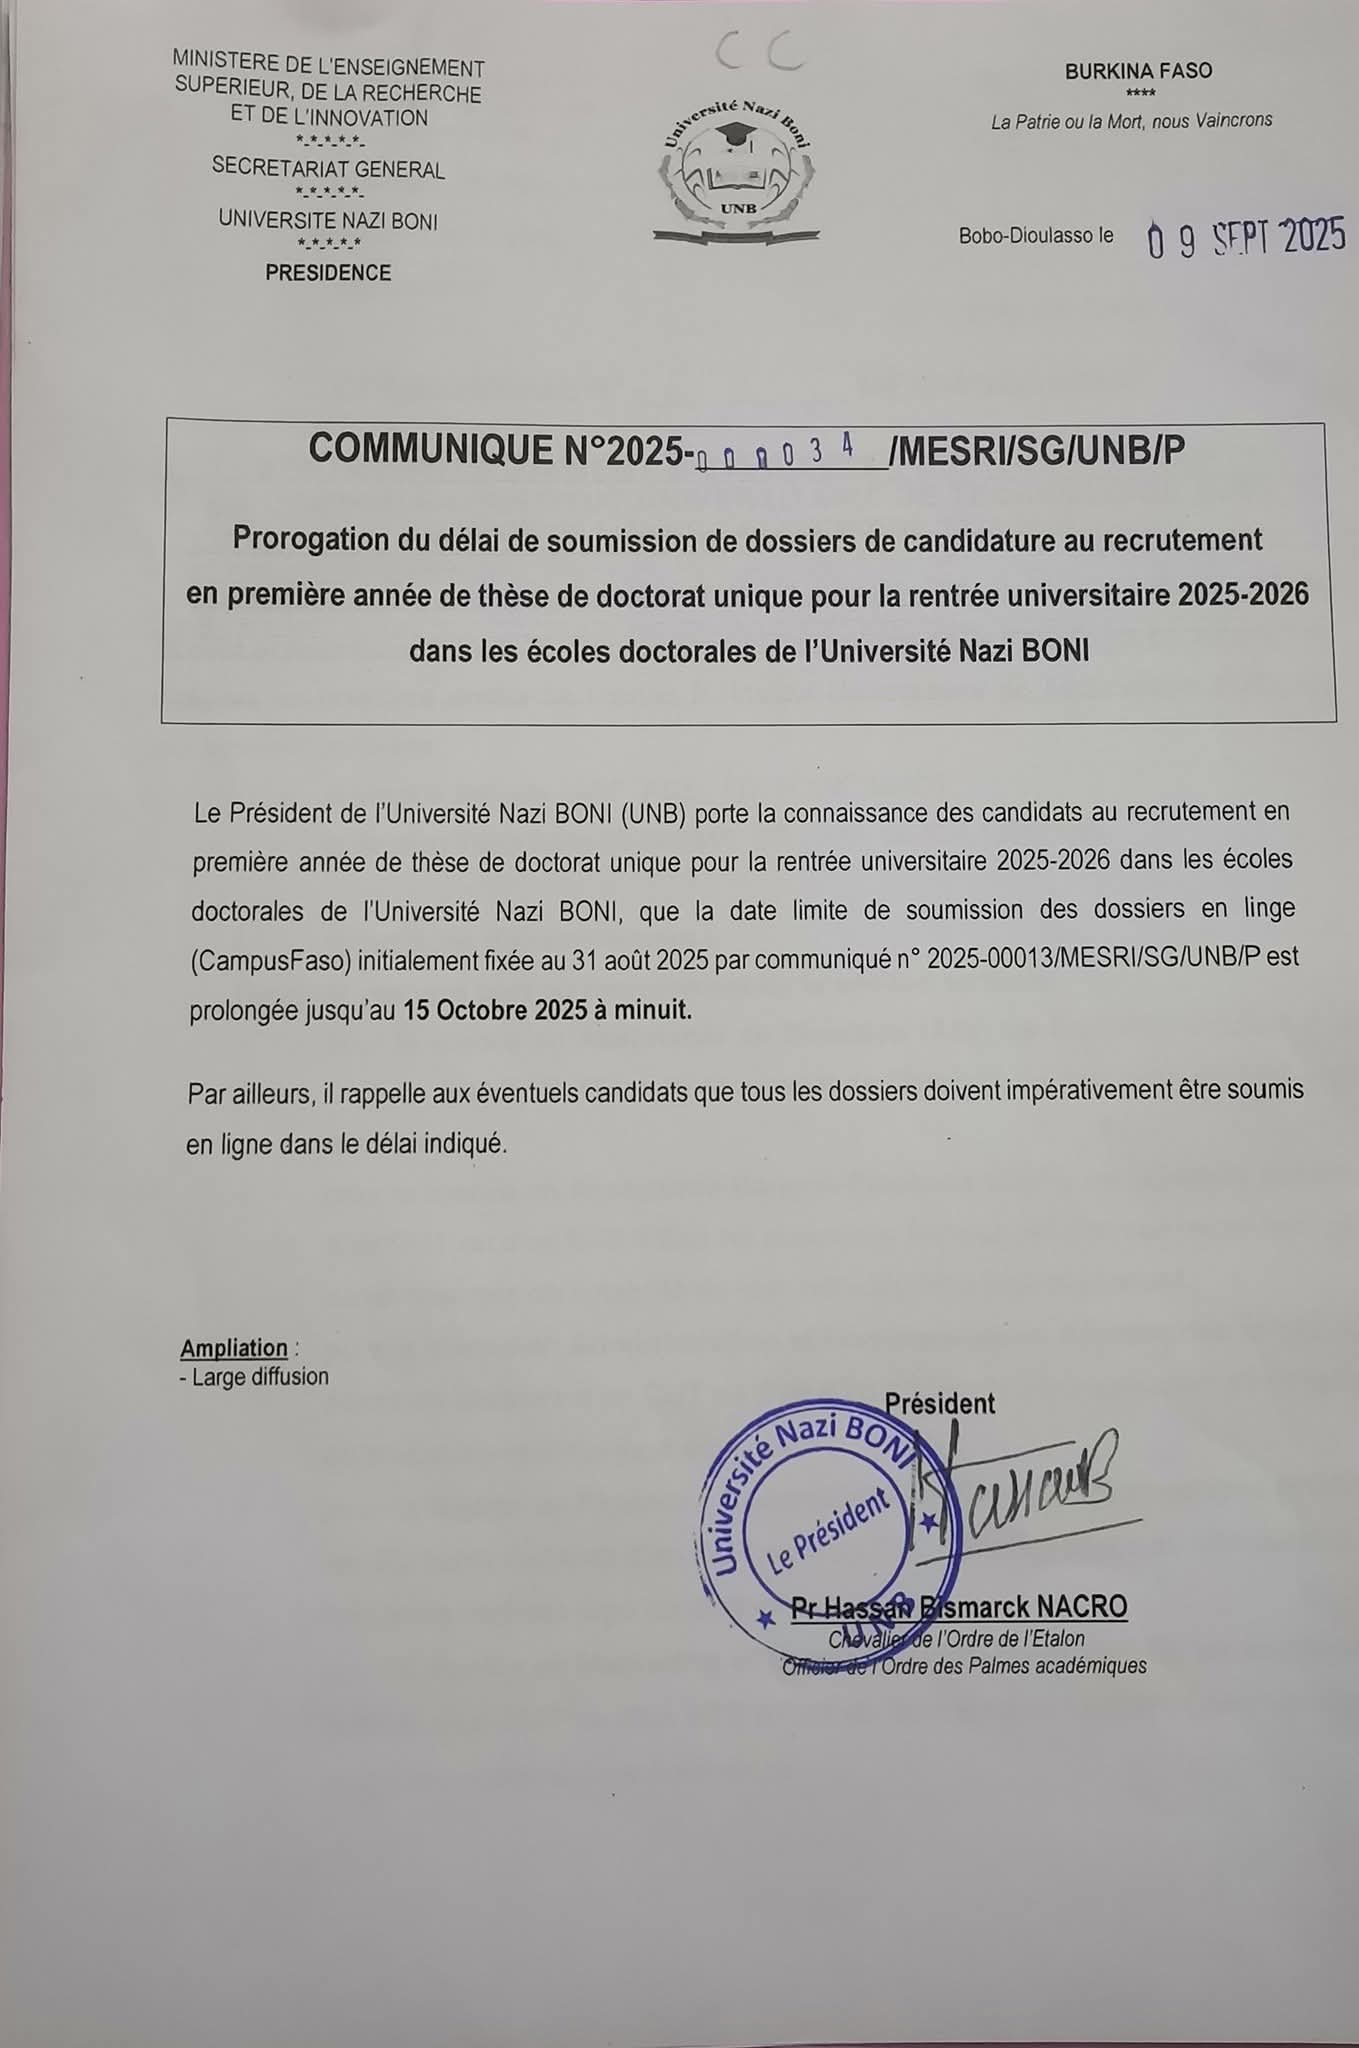 CC
MINISTERE DE L'ENSEIGNEMENT
SUPERIEUR, DE LA RECHERCHE
ET DE L'INNOVATION
*_*_*_*_*_
SECRETARIAT GENERAL
*_*_*_*_*_
UNIVERSITE NAZI BONI
*_*_*_*_*
PRESIDENCE
Université Nazi Boni
UNB
BURKINA FASO
****
La Patrie ou la Mort, nous Vaincrons
Bobo-Dioulasso le 09 SEPT 2025
COMMUNIQUE N°2025-000034/MESRI/SG/UNB/P
Prorogation du délai de soumission de dossiers de candidature au recrutement
en première année de thèse de doctorat unique pour la rentrée universitaire 2025-2026
dans les écoles doctorales de l'Université Nazi BONI
Le Président de l'Université Nazi BONI (UNB) porte la connaissance des candidats au recrutement en
première année de thèse de doctorat unique pour la rentrée universitaire 2025-2026 dans les écoles
doctorales de l'Université Nazi BONI, que la date limite de soumission des dossiers en linge
(CampusFaso) initialement fixée au 31 août 2025 par communiqué n° 2025-00013/MESRI/SG/UNB/P est
prolongée jusqu'au 15 Octobre 2025 à minuit.
Par ailleurs, il rappelle aux éventuels candidats que tous les dossiers doivent impérativement être soumis
en ligne dans le délai indiqué.
Ampliation :
- Large diffusion
Président
Université Nazi BONI
Le Président
UNB
Pr Hassan Bismarck NACRO
Chevalier de l'Ordre de l'Etalon
Officier de l'Ordre des Palmes académiques